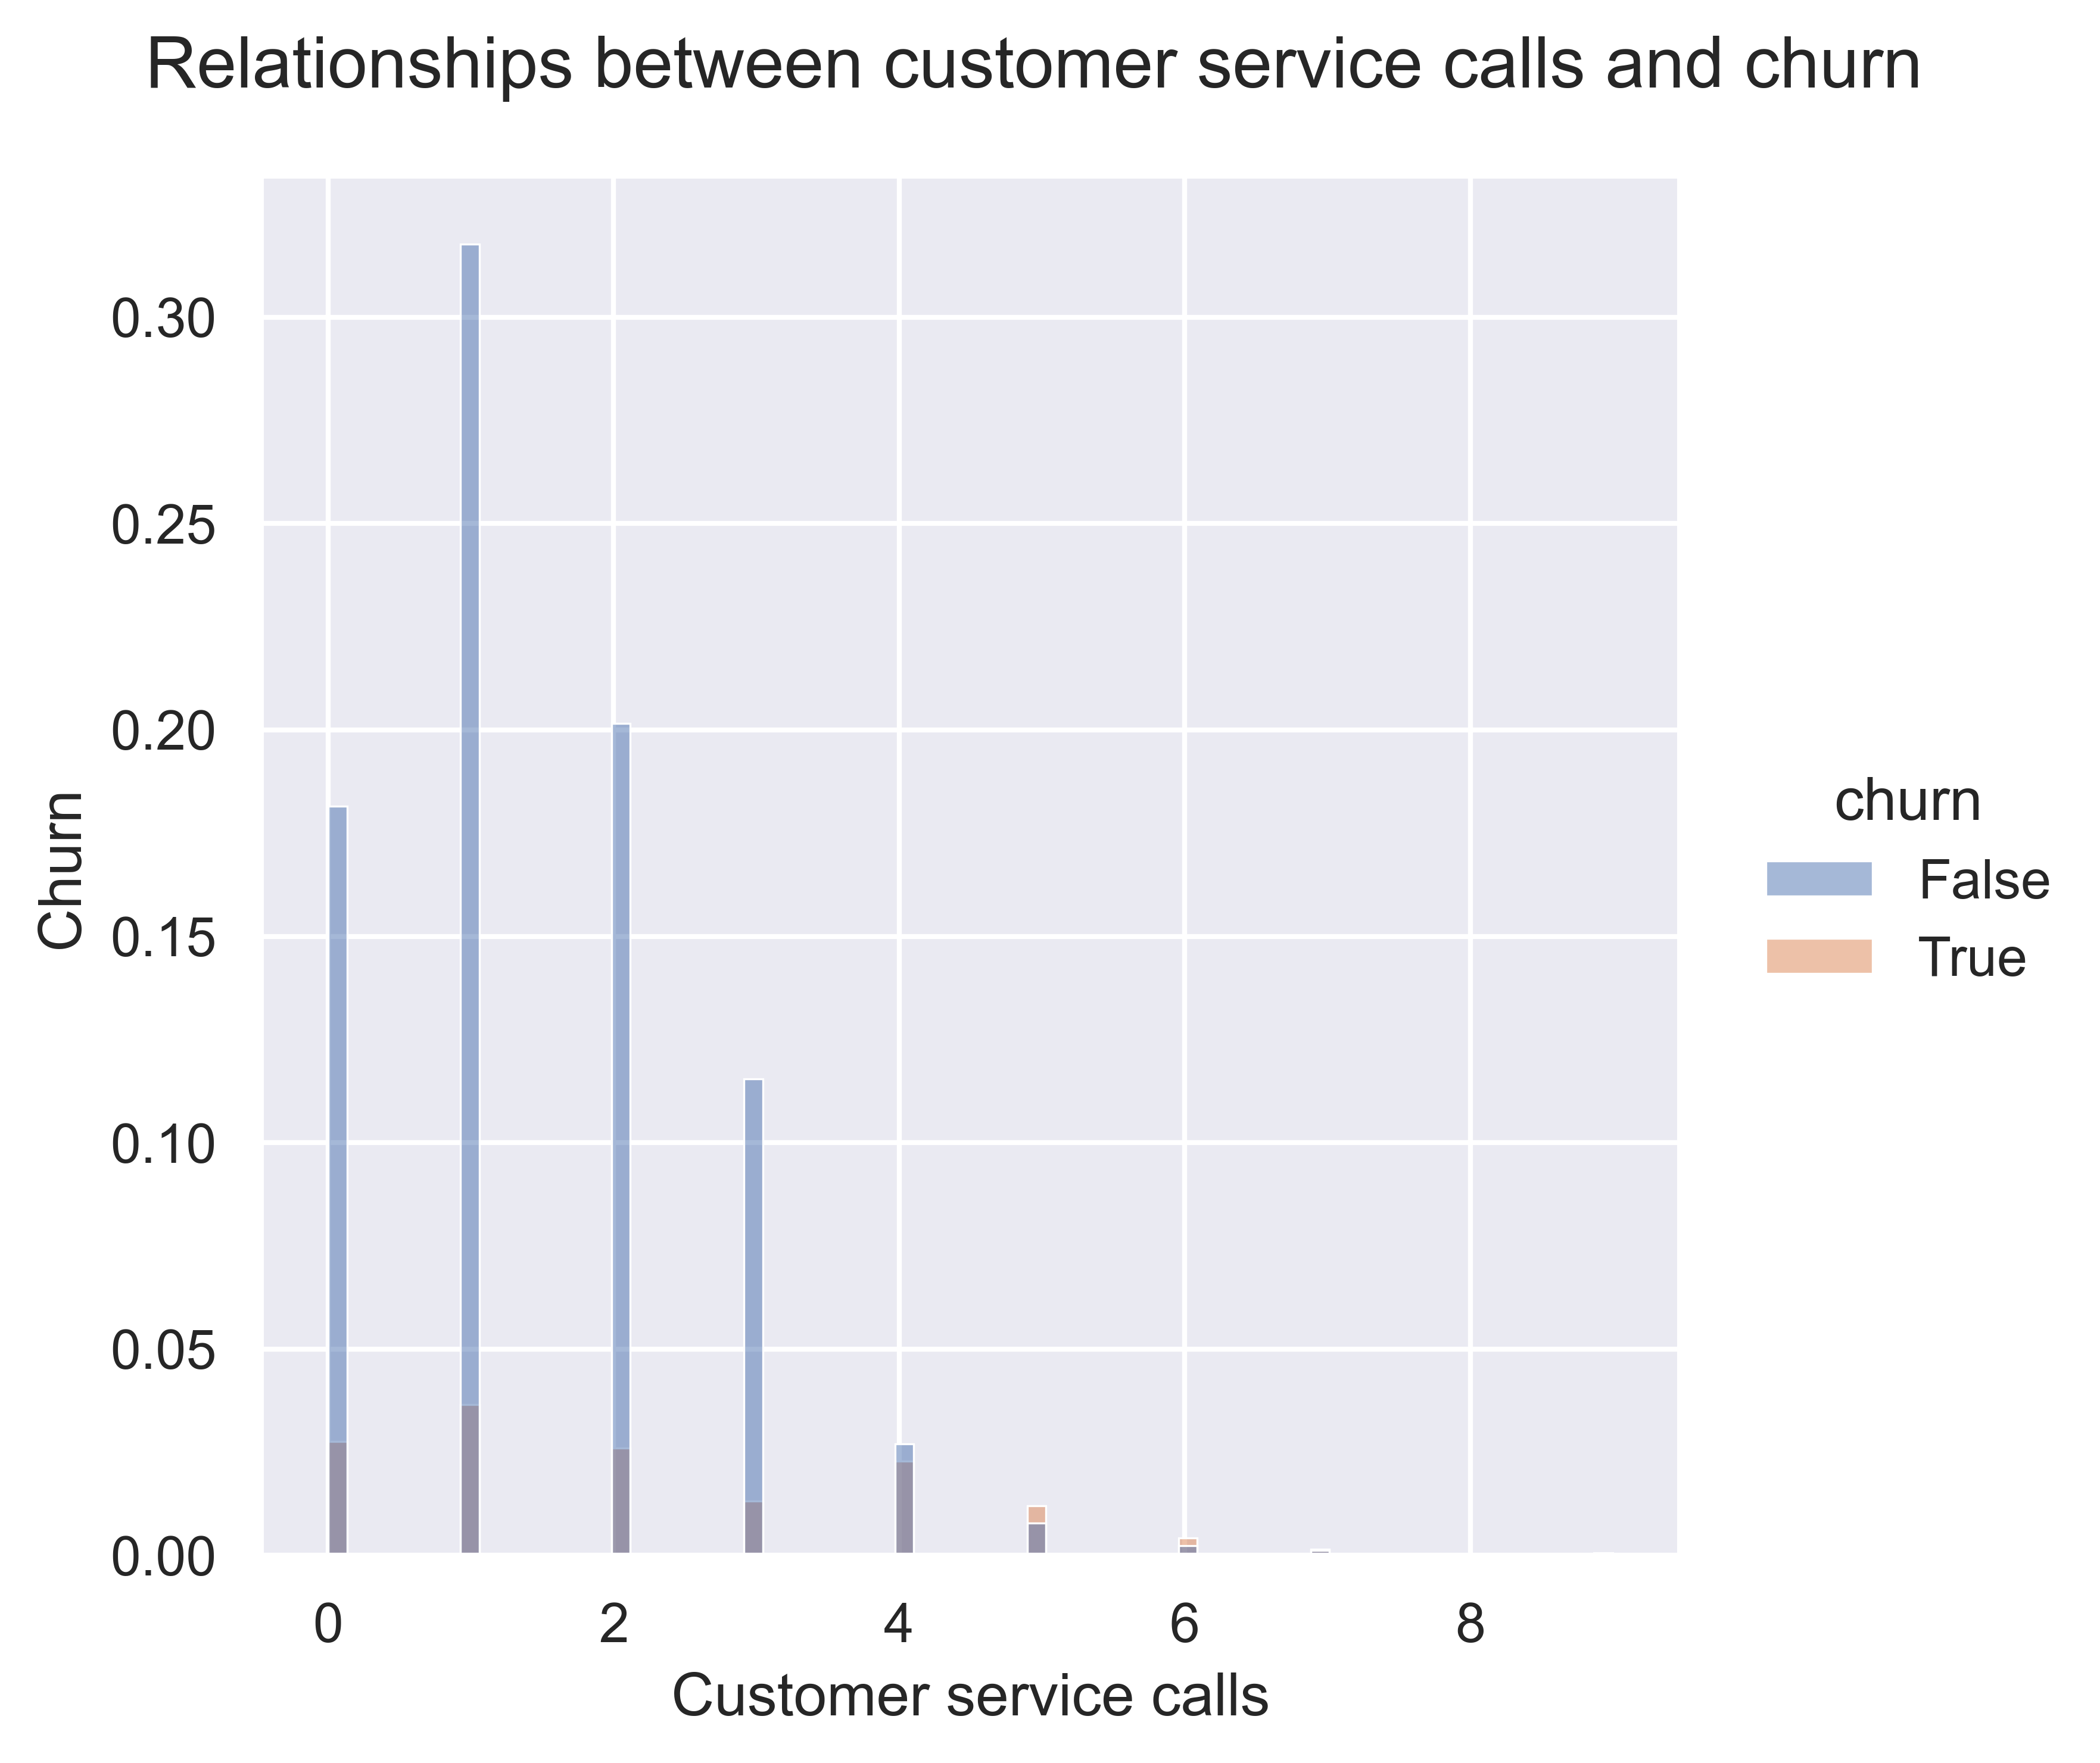 Relationships between customer service calls and churn
0.30
0.25
0.20
0.15
0.10
0.05
0.00
Churn
0 2 4 6 8
Customer service calls
churn
False
True